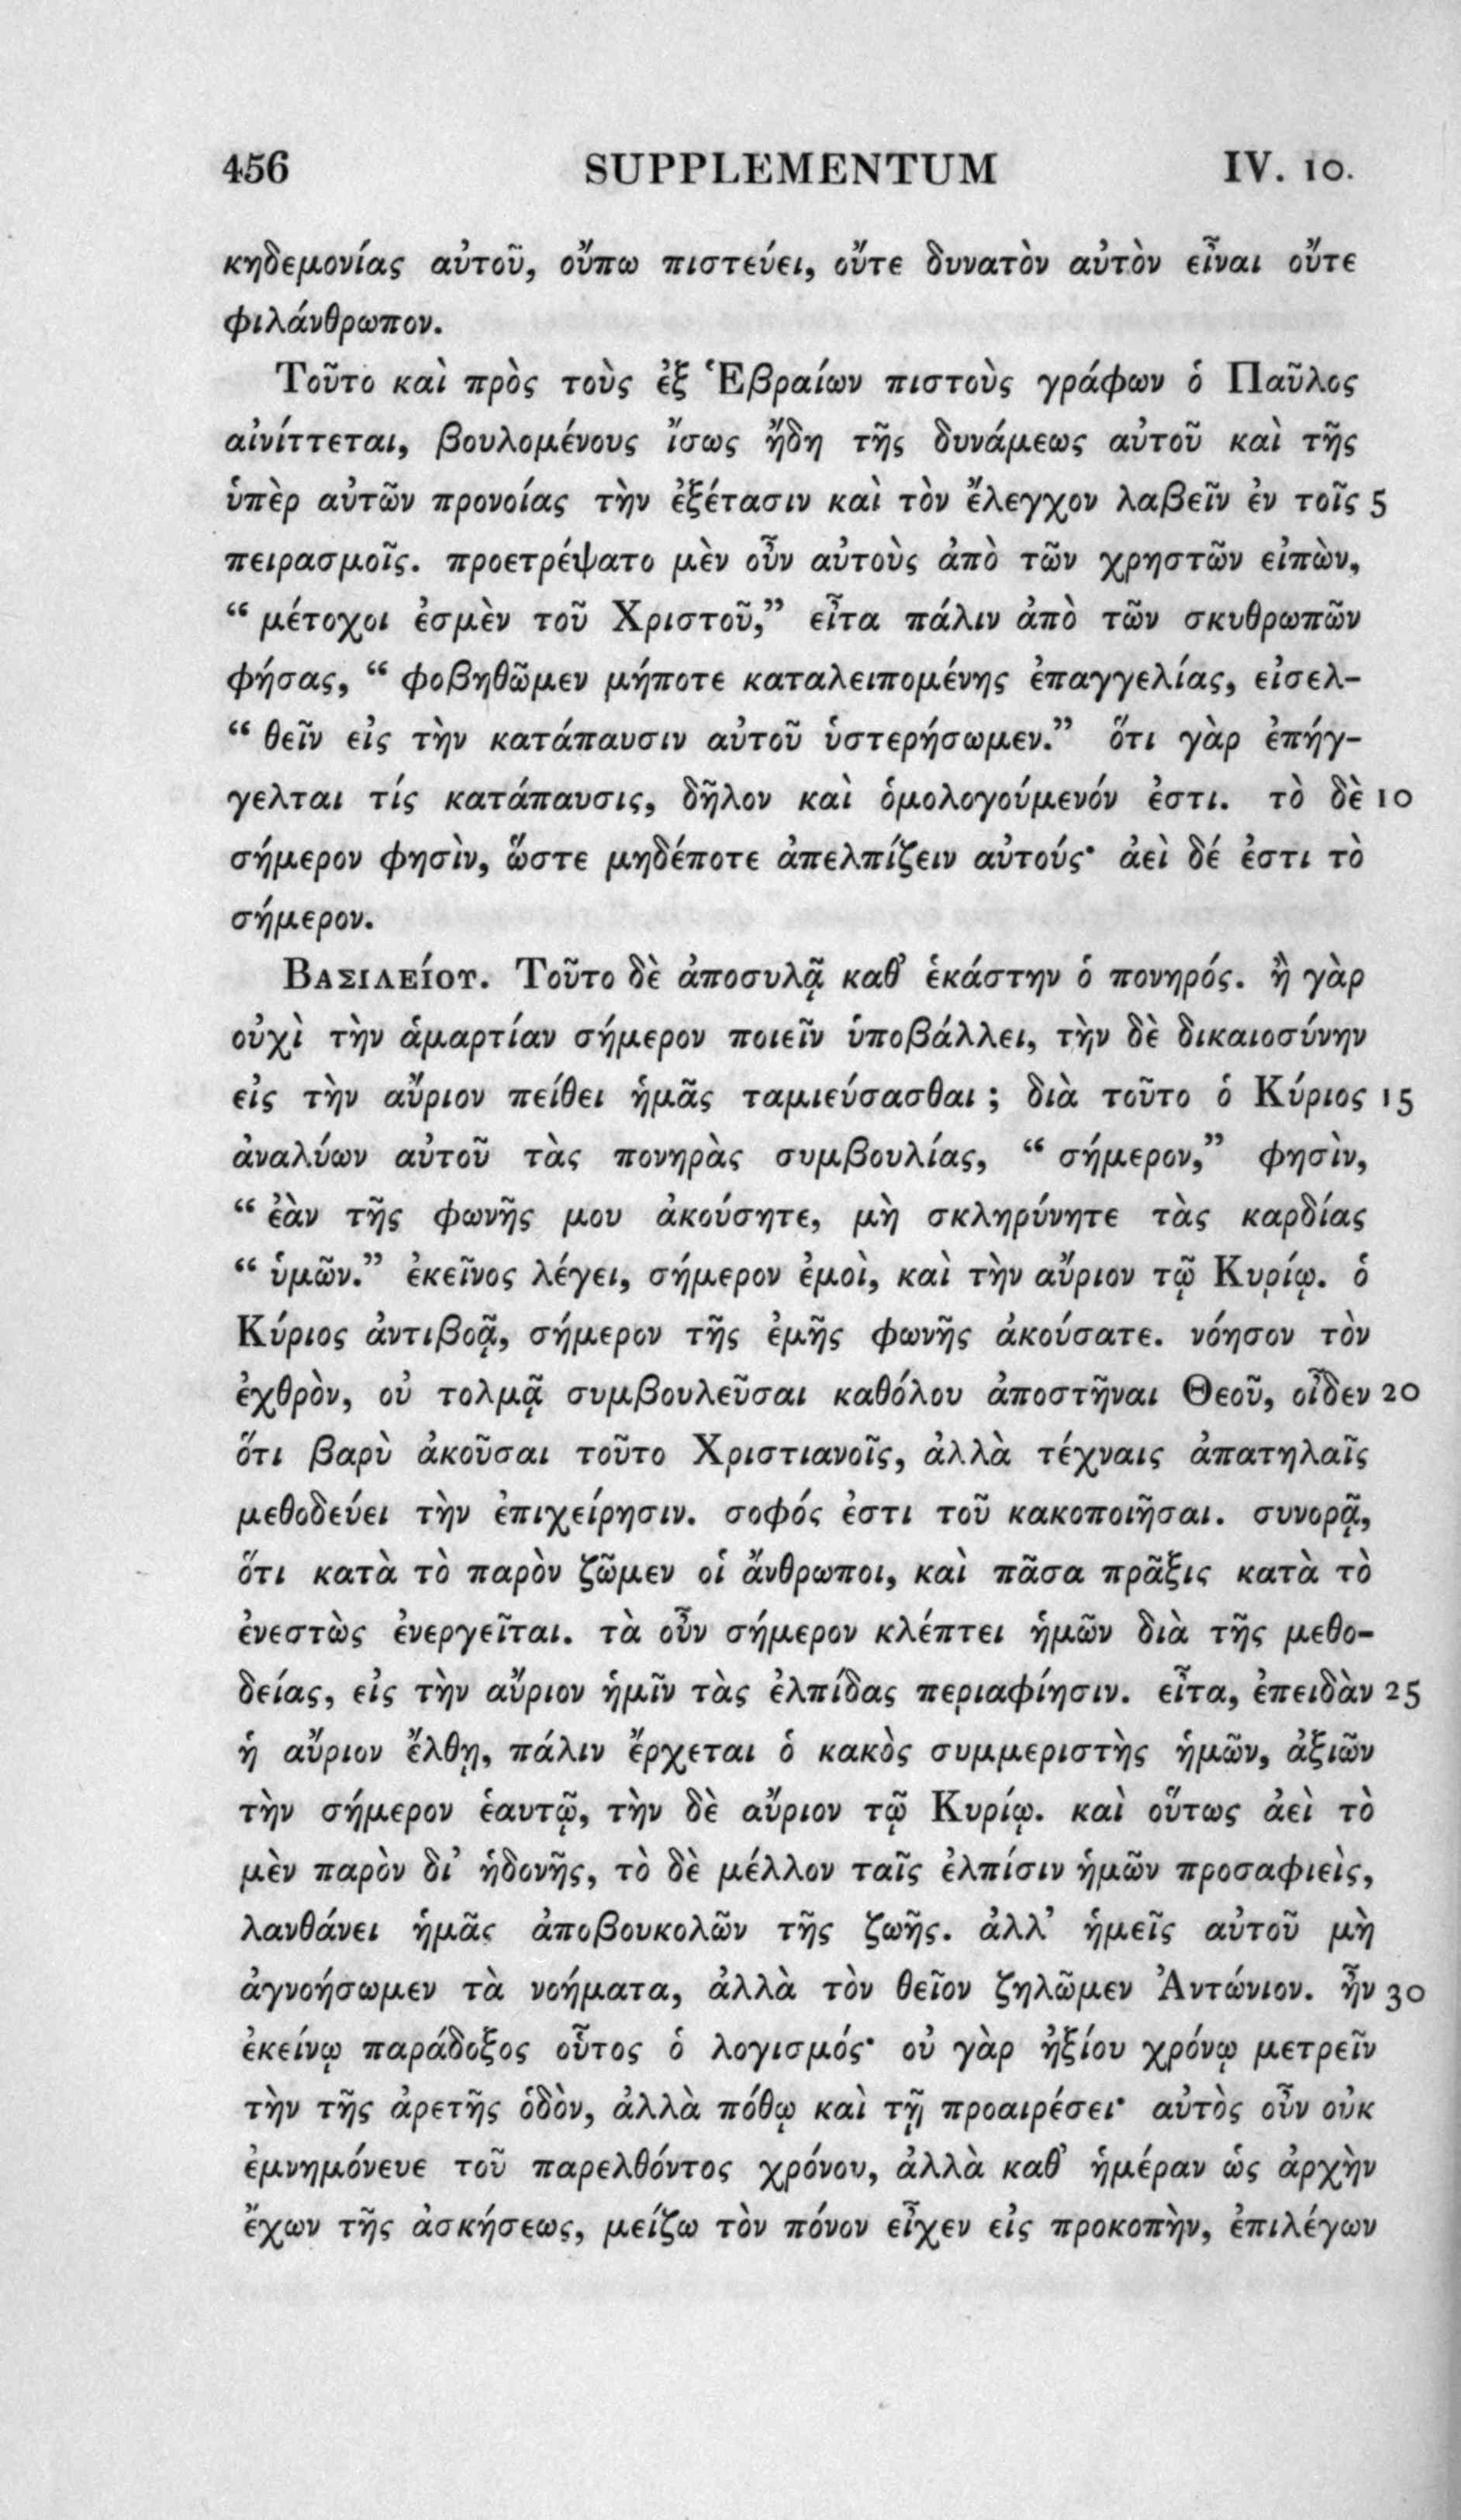 456 SUPPLEMENTUM IV. 10.
κηδεμονίας αὐτοῦ, οὔπω πιστεύει, οὔτε δυνατὸν αὐτὸν εἶναι οὔτε
φιλάνθρωπον.
Τοῦτο καὶ πρὸς τοὺς ἐξ Ἑβραίων πιστοὺς γράφων ὁ Παῦλος
αἰνίττεται, βουλομένους ἴσως ἤδη τῆς δυνάμεως αὐτοῦ καὶ τῆς
ὑπὲρ αὐτῶν προνοίας τὴν ἐξέτασιν καὶ τὸν ἔλεγχον λαβεῖν ἐν τοῖς 5
πειρασμοῖς. προετρέψατο μὲν οὖν αὐτοὺς ἀπὸ τῶν χρηστῶν εἰπὼν,
“ μέτοχοι ἐσμὲν τοῦ Χριστοῦ,” εἶτα πάλιν ἀπὸ τῶν σκυθρωπῶν
φήσας, “ φοβηθῶμεν μήποτε καταλειπομένης ἐπαγγελίας, εἰσελ-
“ θεῖν εἰς τὴν κατάπαυσιν αὐτοῦ ὑστερήσωμεν.” ὅτι γὰρ ἐπήγ-
γελται τίς κατάπαυσις, δῆλον καὶ ὁμολογούμενόν ἐστι. τὸ δὲ 10
σήμερον φησὶν, ὥστε μηδέποτε ἀπελπίζειν αὐτούς· ἀεὶ δέ ἐστι τὸ
σήμερον.
ΒΑΣΙΛΕίΟΥ. Τοῦτο δὲ ἀποσυλᾷ καθ’ ἑκάστην ὁ πονηρός. ἢ γὰρ
οὐχὶ τὴν ἁμαρτίαν σήμερον ποιεῖν ὑποβάλλει, τὴν δὲ δικαιοσύνην
εἰς τὴν αὔριον πείθει ἡμᾶς ταμιεύσασθαι ; διὰ τοῦτο ὁ Κύριος 15
ἀναλύων αὐτοῦ τὰς πονηρὰς συμβουλίας, “ σήμερον,” φησὶν,
“ ἐὰν τῆς φωνῆς μου ἀκούσητε, μὴ σκληρύνητε τὰς καρδίας
“ ὑμῶν.” ἐκεῖνος λέγει, σήμερον ἐμοὶ, καὶ τὴν αὔριον τῷ Κυρίῳ. ὁ
Κύριος ἀντιβοᾷ, σήμερον τῆς ἐμῆς φωνῆς ἀκούσατε. νόησον τὸν
ἐχθρὸν, οὐ τολμᾷ συμβουλεῦσαι καθόλου ἀποστῆναι Θεοῦ, οἶδεν 20
ὅτι βαρὺ ἀκοῦσαι τοῦτο Χριστιανοῖς, ἀλλὰ τέχναις ἀπατηλαῖς
μεθοδεύει τὴν ἐπιχείρησιν. σοφός ἐστι τοῦ κακοποιῆσαι. συνορᾷ,
ὅτι κατὰ τὸ παρὸν ζῶμεν οἱ ἄνθρωποι, καὶ πᾶσα πρᾶξις κατὰ τὸ
ἐνεστὼς ἐνεργεῖται. τὰ οὖν σήμερον κλέπτει ἡμῶν διὰ τῆς μεθο-
δείας, εἰς τὴν αὔριον ἡμῖν τὰς ἐλπίδας περιαφίησιν. εἶτα, ἐπειδὰν 25
ἡ αὔριον ἔλθῃ, πάλιν ἔρχεται ὁ κακὸς συμμεριστὴς ἡμῶν, ἀξιῶν
τὴν σήμερον ἑαυτῷ, τὴν δὲ αὔριον τῷ Κυρίῳ. καὶ οὕτως ἀεὶ τὸ
μὲν παρὸν δι’ ἡδονῆς, τὸ δὲ μέλλον ταῖς ἐλπίσιν ἡμῶν προσαφιεὶς,
λανθάνει ἡμᾶς ἀποβουκολῶν τῆς ζωῆς. ἀλλ’ ἡμεῖς αὐτοῦ μὴ
ἀγνοήσωμεν τὰ νοήματα, ἀλλὰ τὸν θεῖον ζηλῶμεν Ἀντώνιον. ἦν 30
ἐκείνῳ παράδοξος οὗτος ὁ λογισμός· οὐ γὰρ ἠξίου χρόνῳ μετρεῖν
τὴν τῆς ἀρετῆς ὁδὸν, ἀλλὰ πόθῳ καὶ τῇ προαιρέσει· αὐτὸς οὖν οὐκ
ἐμνημόνευε τοῦ παρελθόντος χρόνου, ἀλλὰ καθ’ ἡμέραν ὡς ἀρχὴν
ἔχων τῆς ἀσκήσεως, μείζω τὸν πόνον εἶχεν εἰς προκοπὴν, ἐπιλέγων